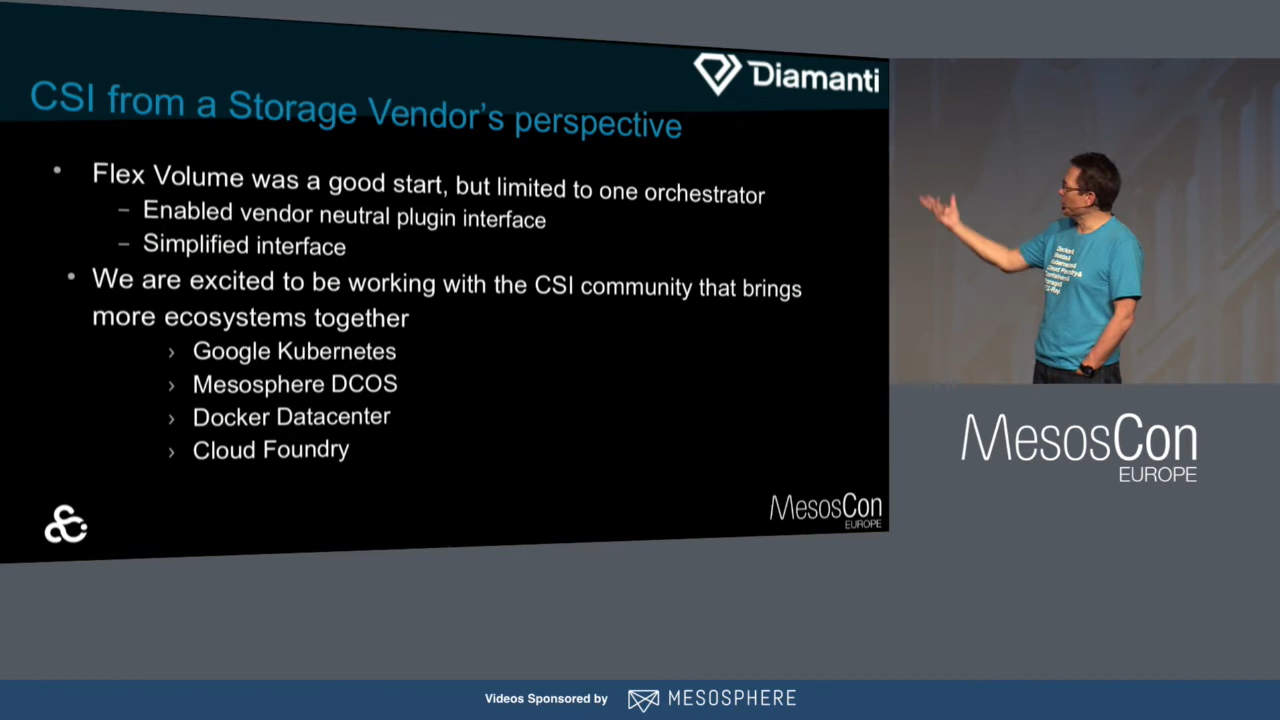 Diamanti
CSI from a Storage Vendor's perspective
• Flex Volume was a good start, but limited to one orchestrator
– Enabled vendor neutral plugin interface
– Simplified interface
• We are excited to be working with the CSI community that brings
more ecosystems together
› Google Kubernetes
› Mesosphere DCOS
› Docker Datacenter
› Cloud Foundry
MesosCon
EUROPE
MesosCon
EUROPE
Videos Sponsored by MESOSPHERE